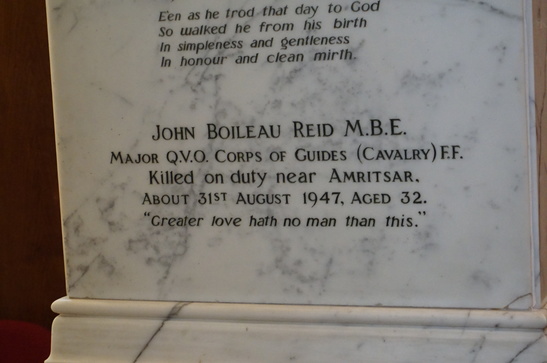 E'en as he trod that day to God
So walked he from his birth
In simpleness and gentleness
In honour and clean mirth.
JOHN BOILEAU REID M.B.E.
MAJOR Q.V.O. CORPS OF GUIDES (CAVALRY) F.F.
Killed on duty near AMRITSAR.
ABOUT 31ST AUGUST 1947, AGED 32.
"Greater love hath no man than this."